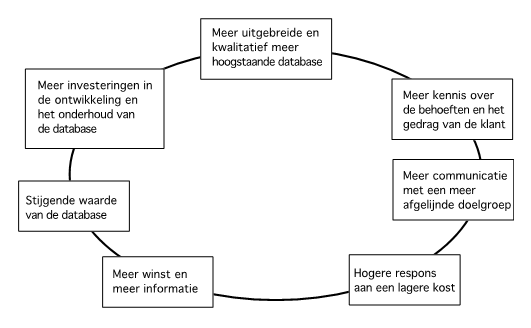 Meer uitgebreide en
kwalitatief meer
hoogstaande database
Meer kennis over
de behoeften en het
gedrag van de klant
Meer communicatie
met een meer
afgelijnde doelgroep
Hogere respons
aan een lagere kost
Meer winst en
meer informatie
Stijgende waarde
van de database
Meer investeringen in
de ontwikkeling en
het onderhoud van
de database